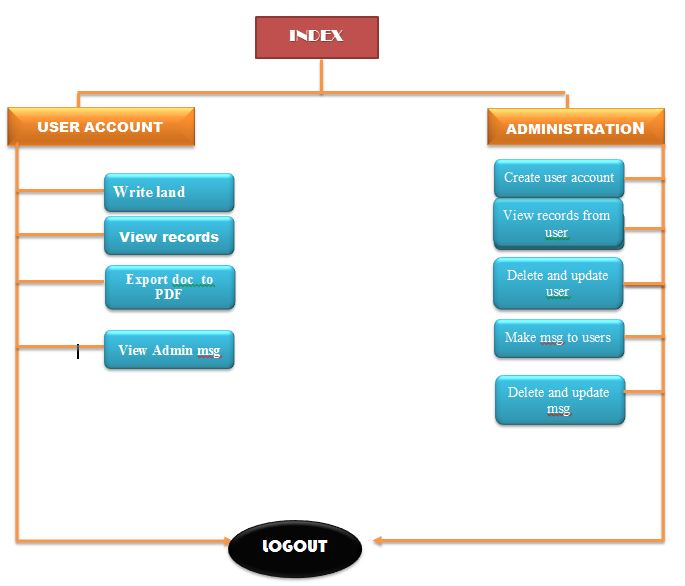 INDEX
USER ACCOUNT
ADMINISTRATION
Write land
View records
Export doc to
PDF
View Admin msg
Create user account
View records from
user
Delete and update
user
Make msg to users
Delete and update
msg
LOGOUT